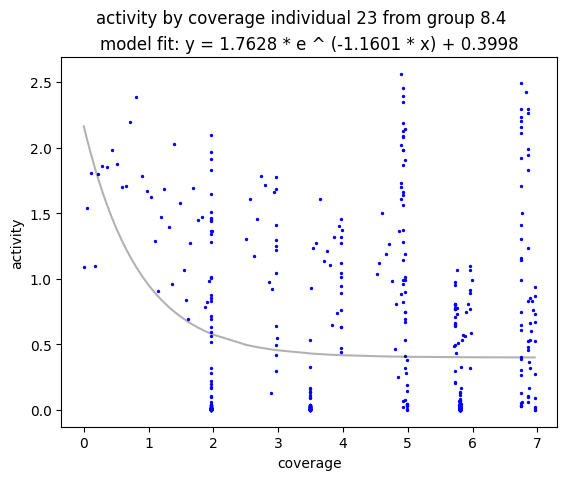 activity by coverage individual 23 from group 8.4
model fit: y = 1.7628 * e ^ (-1.1601 * x) + 0.3998
2.5
2.0
1.5
1.0
0.5
0.0
activity
0 1 2 3 4 5 6 7
coverage